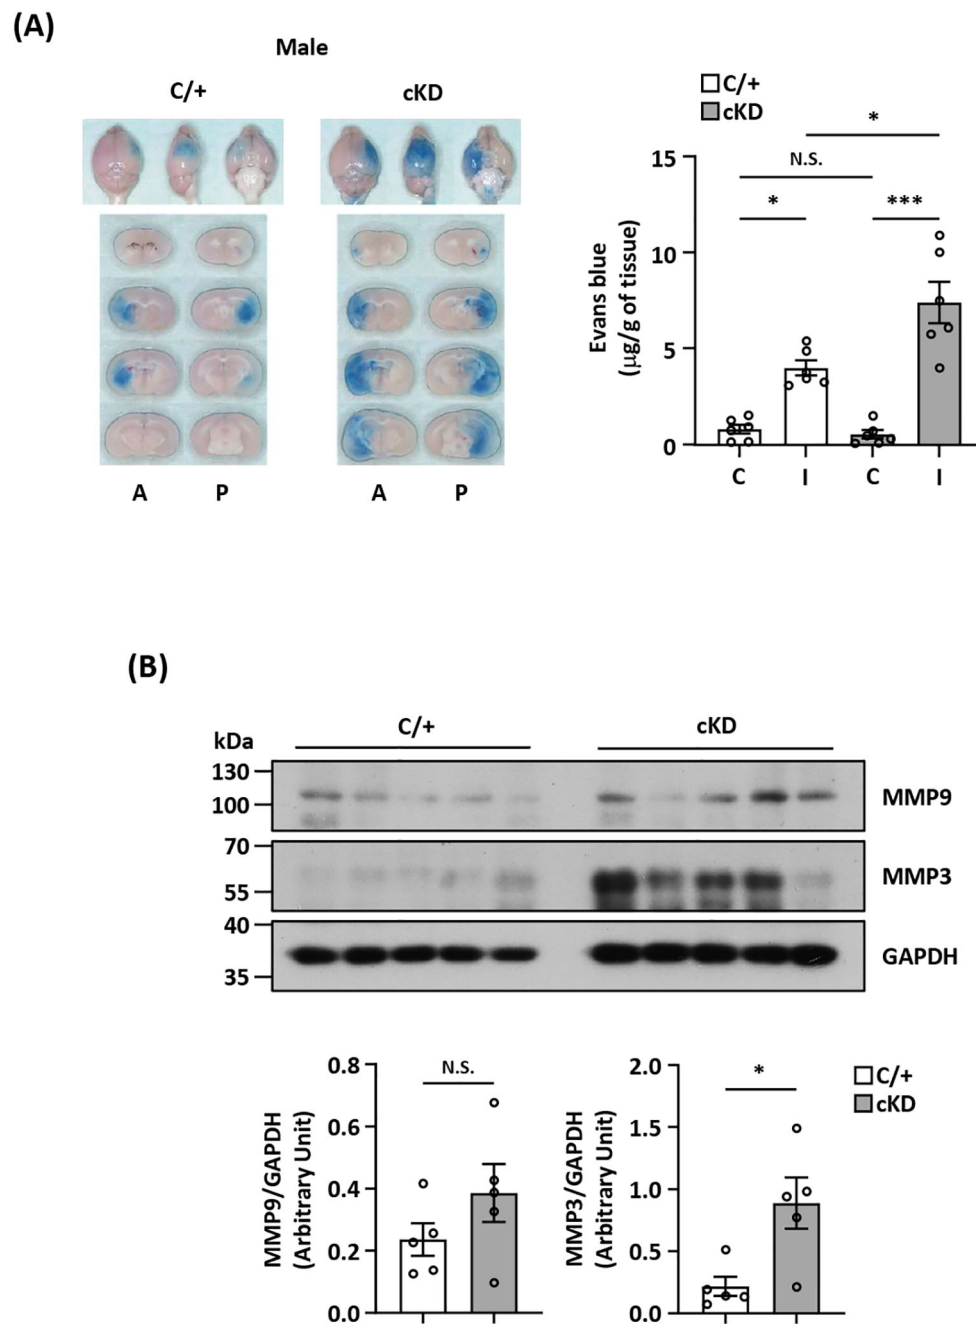 (A)
Male
C/+
cKD
A
P
A
P
C/+
cKD
Evans blue
(μg/g of tissue)
15
10
5
0
*
N.S.
*
***
C
I
C
I
(B)
C/+
cKD
kDa
130
100
MMP9
70
55
MMP3
40
35
GAPDH
MMP9/GAPDH
(Arbitrary Unit)
0.8
0.6
0.4
0.2
0.0
N.S.
MMP3/GAPDH
(Arbitrary Unit)
2.0
1.5
1.0
0.5
0.0
*
C/+
cKD